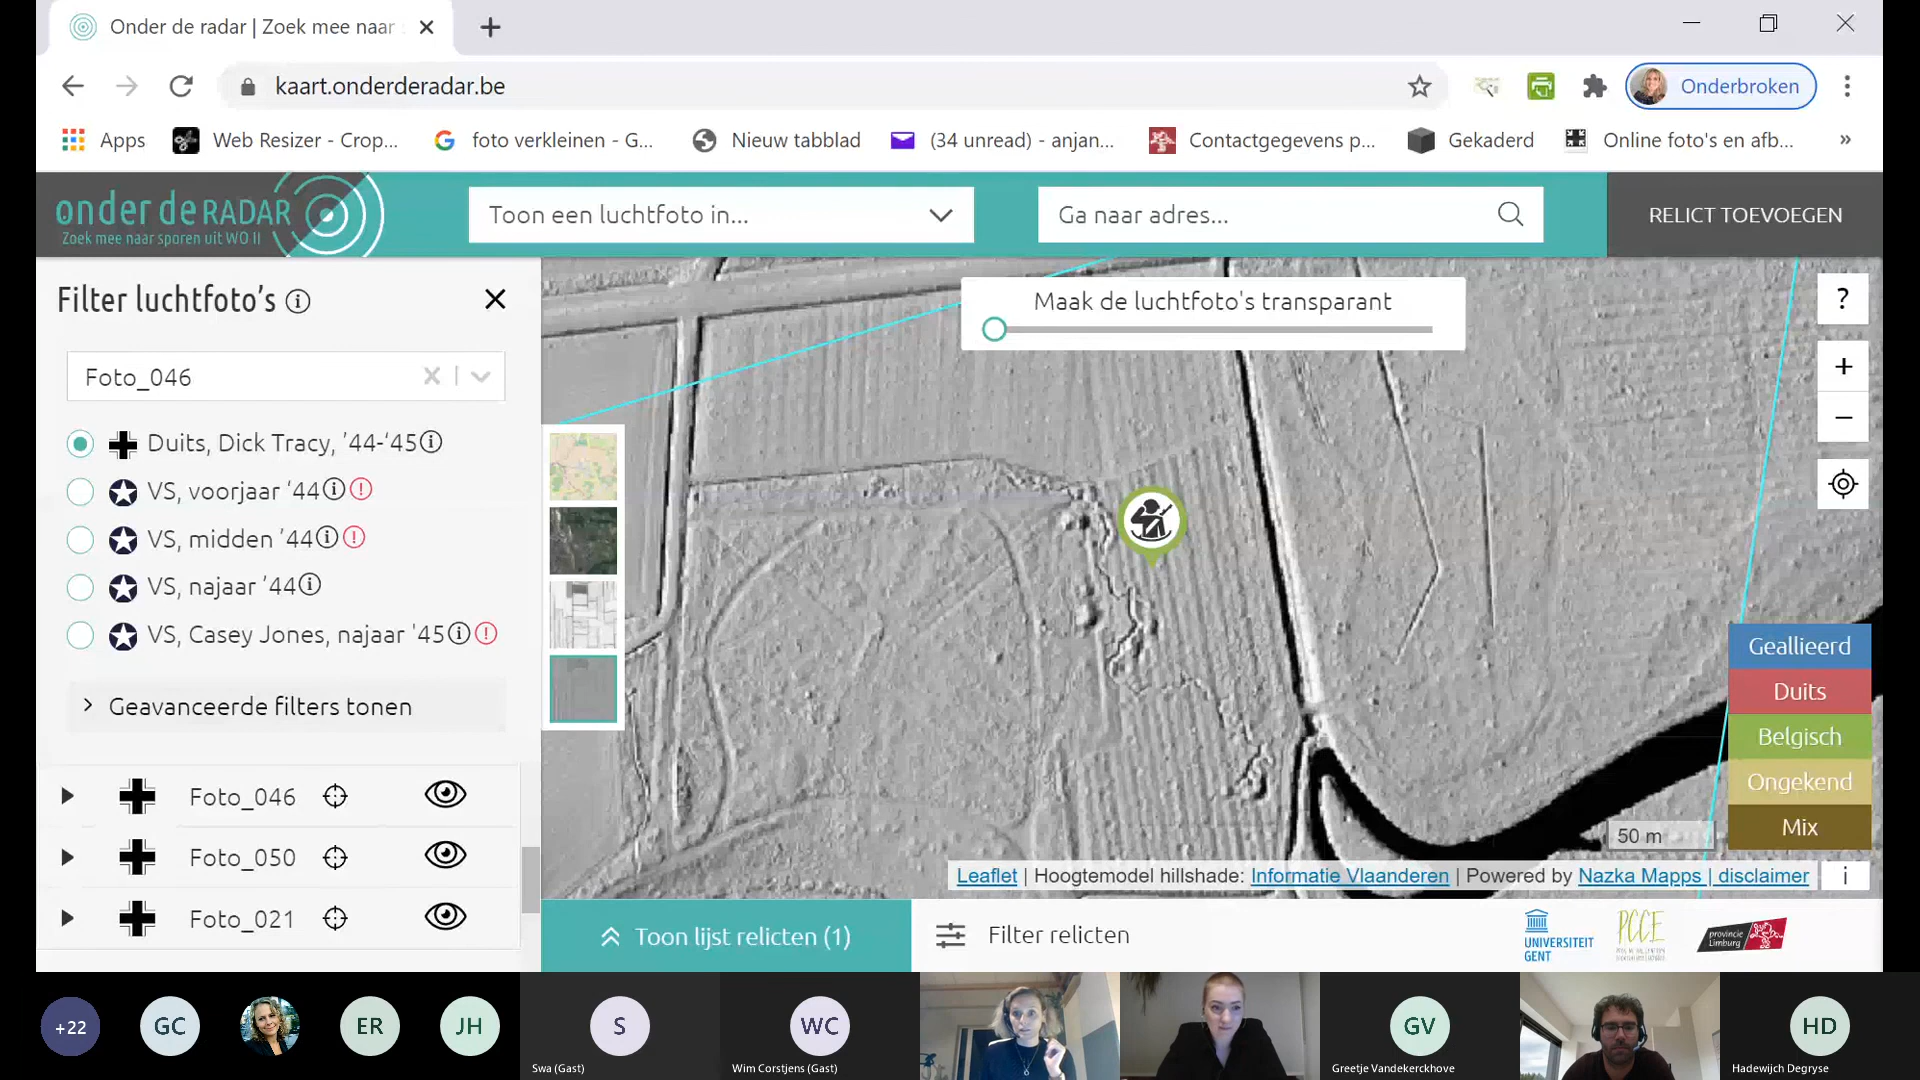 Onder de radar | Zoek mee naar
kaart.onderderadar.be
Onderbroken
Apps
Web Resizer - Crop...
foto verkleinen - G...
Nieuw tabblad
(34 unread) - anjan...
Contactgegevens p...
Gekaderd
Online foto's en afb...
»
onder de RADAR
Zoek mee naar sporen uit WO II
Toon een luchtfoto in...
Ga naar adres...
RELICT TOEVOEGEN
Filter luchtfoto's
Maak de luchtfoto's transparant
?
+
−
Foto_046
Duits, Dick Tracy, '44-'45
VS, voorjaar '44
VS, midden '44
VS, najaar '44
VS, Casey Jones, najaar '45
Geavanceerde filters tonen
Foto_046
Foto_050
Foto_021
Geallieerd
Duits
Belgisch
Ongekend
Mix
50 m
Leaflet | Hoogtemodel hillshade: Informatie Vlaanderen | Powered by Nazka Mapps | disclaimer
i
Toon lijst relicten (1)
Filter relicten
UNIVERSITEIT
GENT
PCCE
provincie
Limburg
+22
GC
ER
JH
S
Swa (Gast)
WC
Wim Corstjens (Gast)
GV
Greetje Vandekerckhove
HD
Hadewijch Degryse